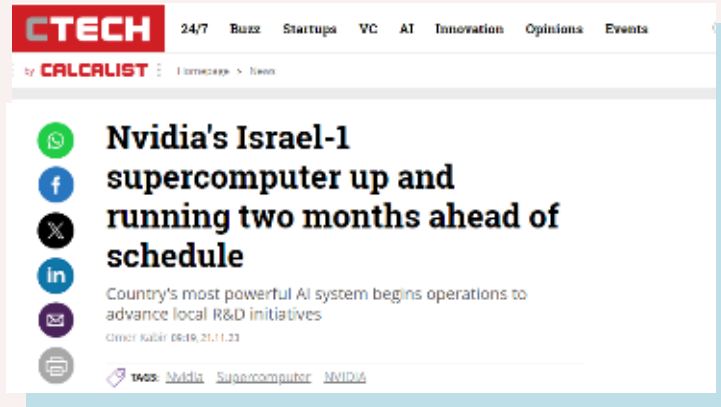 CTECH
24/7 Buzz Startups VC AI Innovation Opinions Events
by CALCALIST
Homepage > News
Nvidia's Israel-1
supercomputer up and
running two months ahead of
schedule
Country's most powerful AI system begins operations to
advance local R&D initiatives
Omer Kabir 09:19, 21.11.23
TAGS: Nvidia Supercomputer NVIDIA